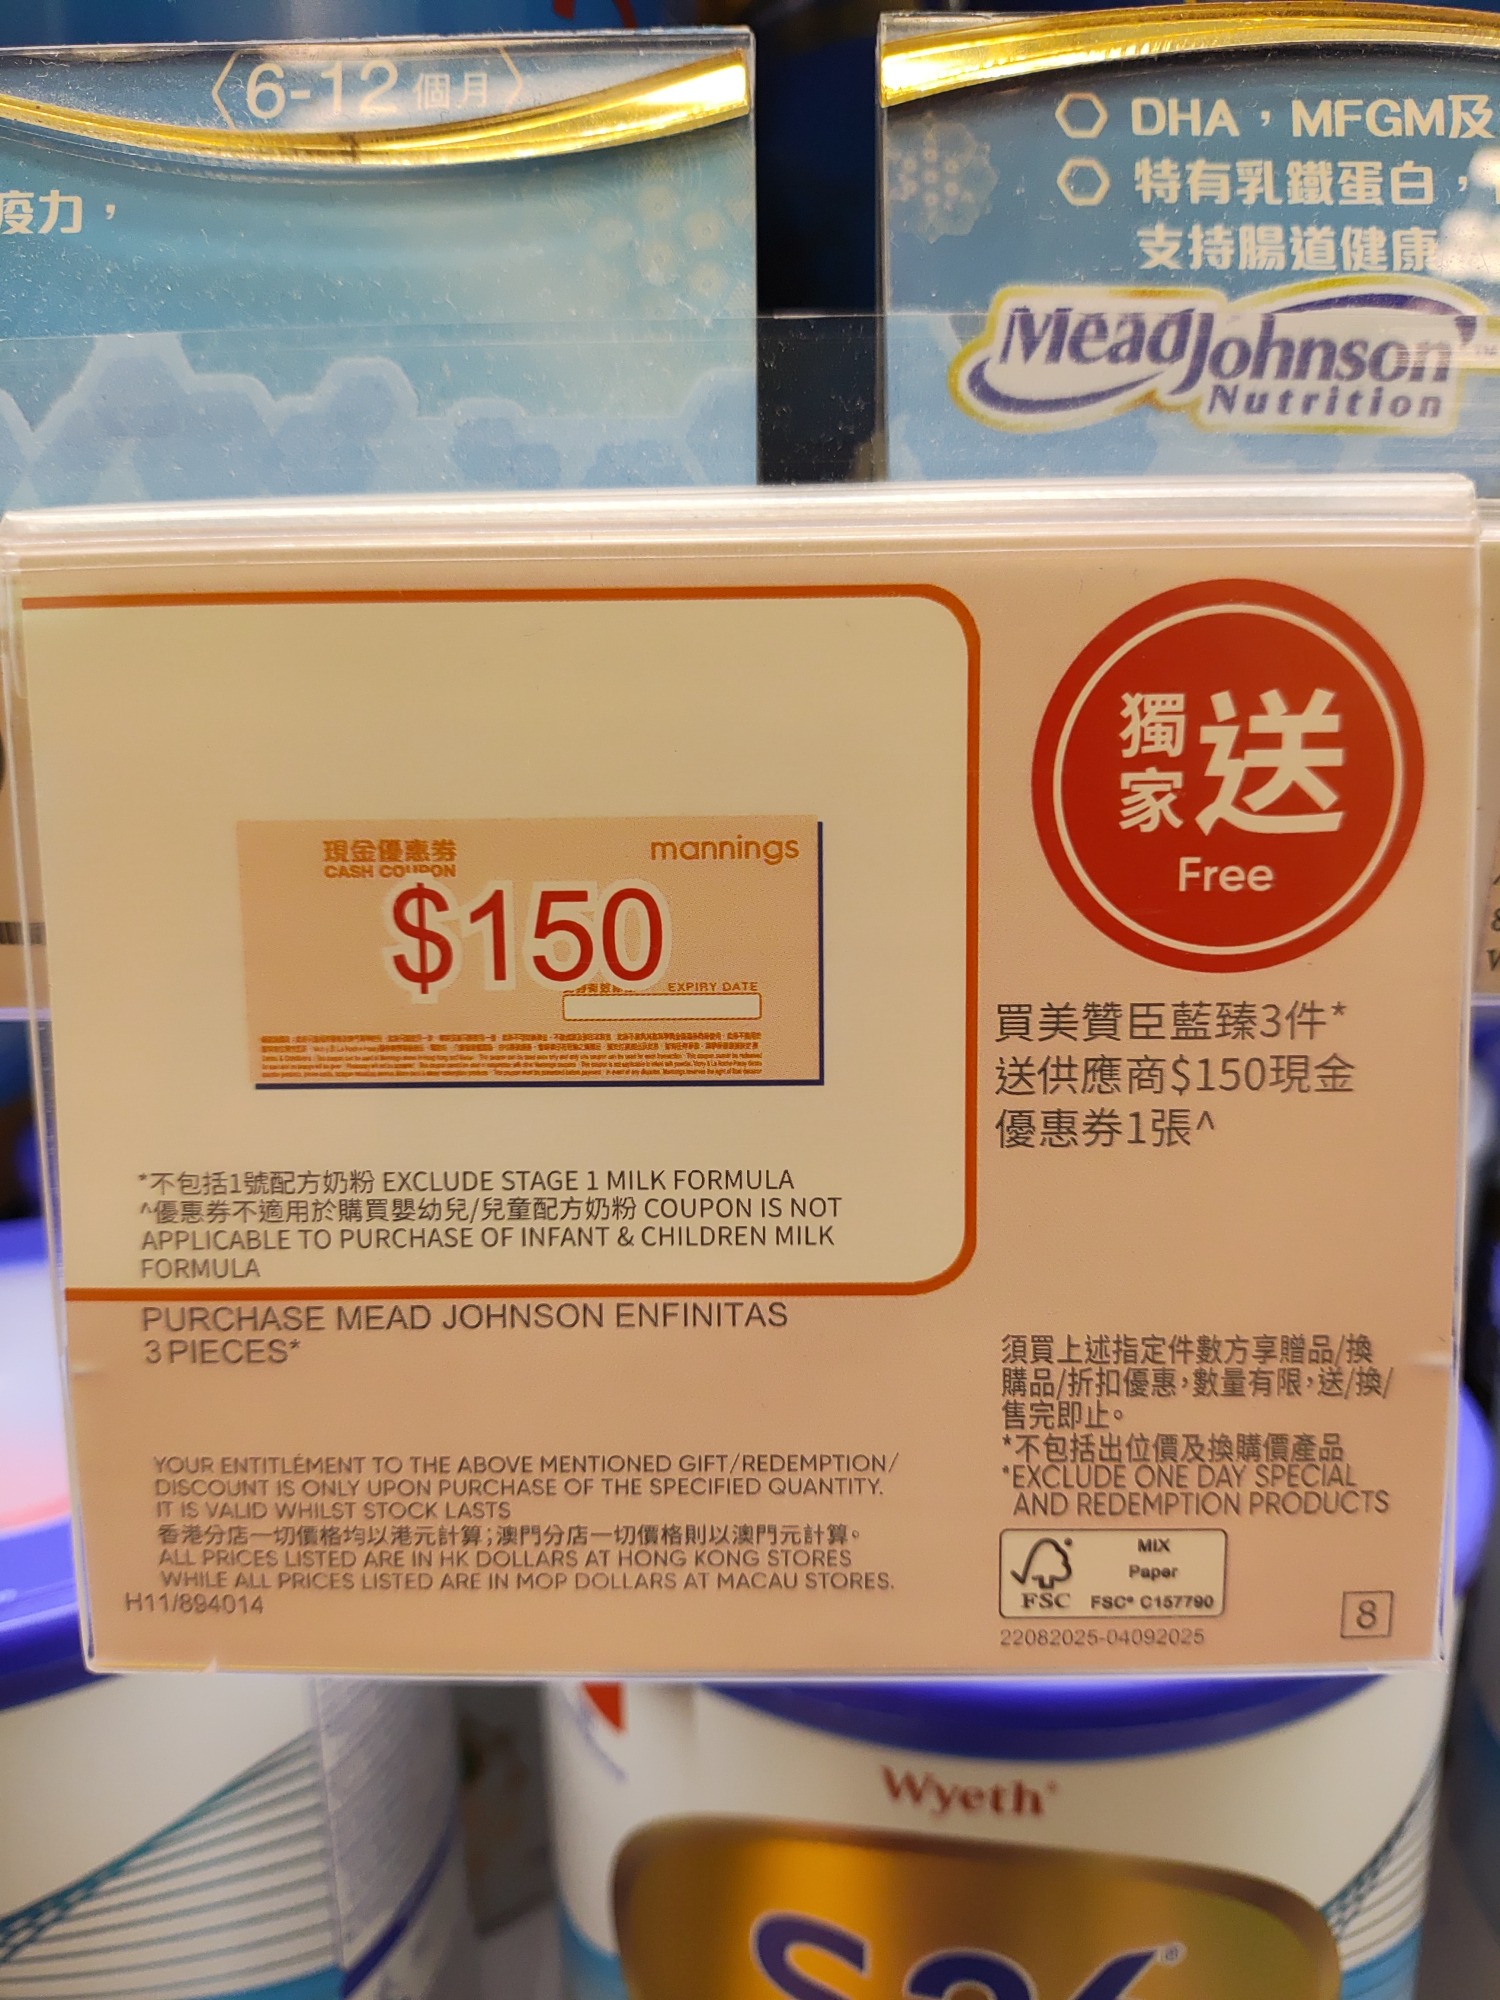 6-12個月
疫力，
DHA，MFGM及
特有乳鐵蛋白，
支持腸道健康
MeadJohnson
Nutrition
現金優惠券
CASH COUPON
mannings
$150
EXPIRY DATE
*不包括1號配方奶粉 EXCLUDE STAGE 1 MILK FORMULA
^優惠券不適用於購買嬰幼兒/兒童配方奶粉 COUPON IS NOT
APPLICABLE TO PURCHASE OF INFANT & CHILDREN MILK
FORMULA
PURCHASE MEAD JOHNSON ENFINITAS
3 PIECES*
YOUR ENTITLEMENT TO THE ABOVE MENTIONED GIFT/REDEMPTION/
DISCOUNT IS ONLY UPON PURCHASE OF THE SPECIFIED QUANTITY.
IT IS VALID WHILST STOCK LASTS
香港分店一切價格均以港元計算；澳門分店一切價格則以澳門元計算。
ALL PRICES LISTED ARE IN HK DOLLARS AT HONG KONG STORES
WHILE ALL PRICES LISTED ARE IN MOP DOLLARS AT MACAU STORES.
H11/894014
獨家送
Free
買美贊臣藍臻3件*
送供應商$150現金
優惠券1張^
須買上述指定件數方享贈品/換
購品/折扣優惠，數量有限，送/換/
售完即止。
*不包括出位價及換購價產品
*EXCLUDE ONE DAY SPECIAL
AND REDEMPTION PRODUCTS
FSC
MIX
Paper
FSC® C157790
22082025-04092025
8
Wyeth®
S26®